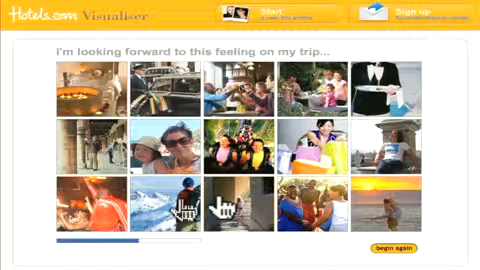 Hotels.com Visualiser
Start
Sign up
I'm looking forward to this feeling on my trip...
begin again